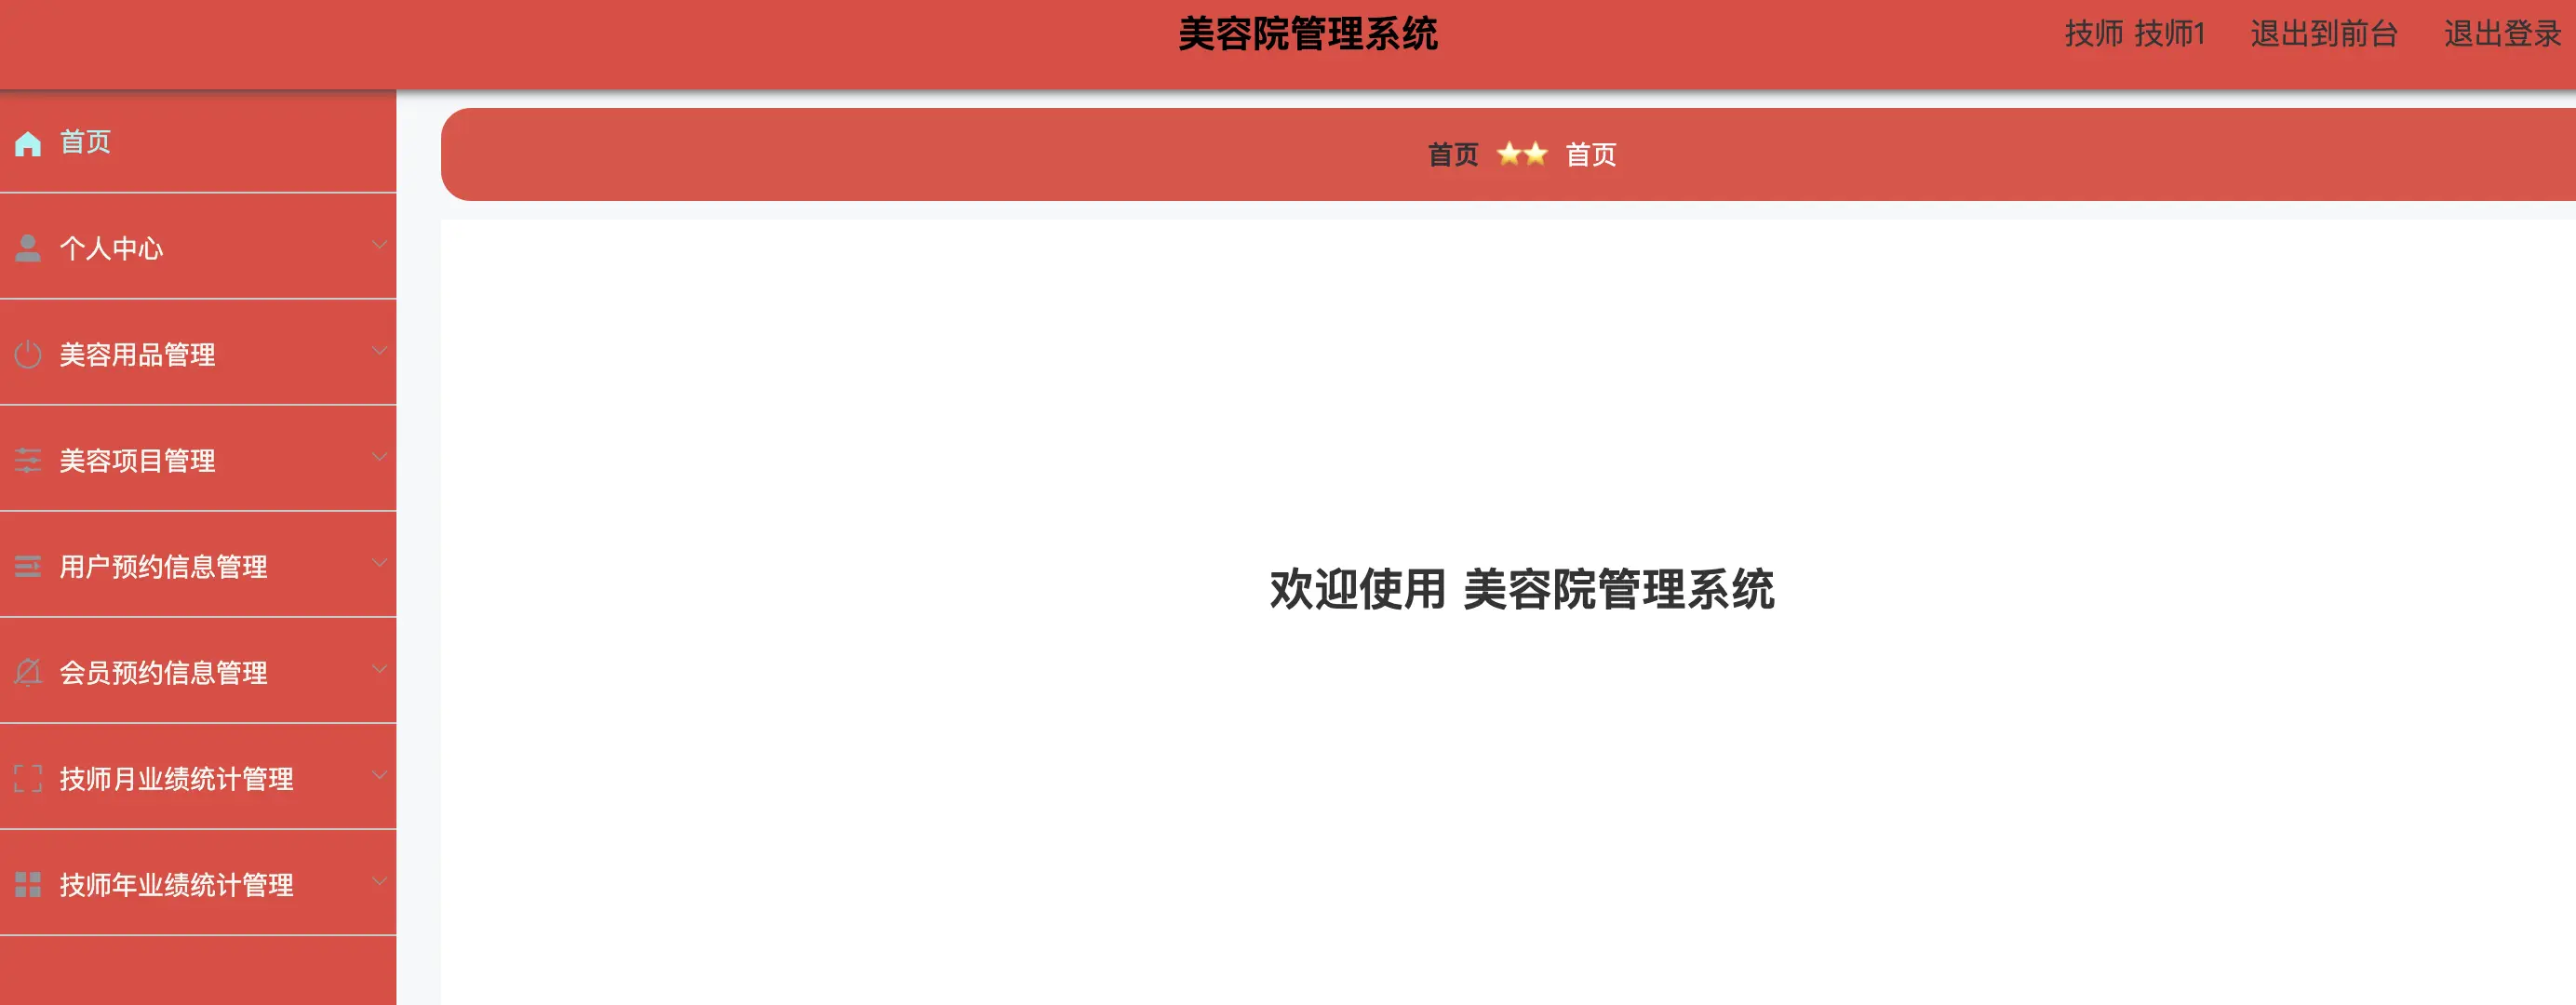 美容院管理系统
技师 技师1 退出到前台 退出登录
首页
首页 ⭐⭐ 首页
个人中心
美容用品管理
美容项目管理
用户预约信息管理
欢迎使用 美容院管理系统
会员预约信息管理
技师月业绩统计管理
技师年业绩统计管理